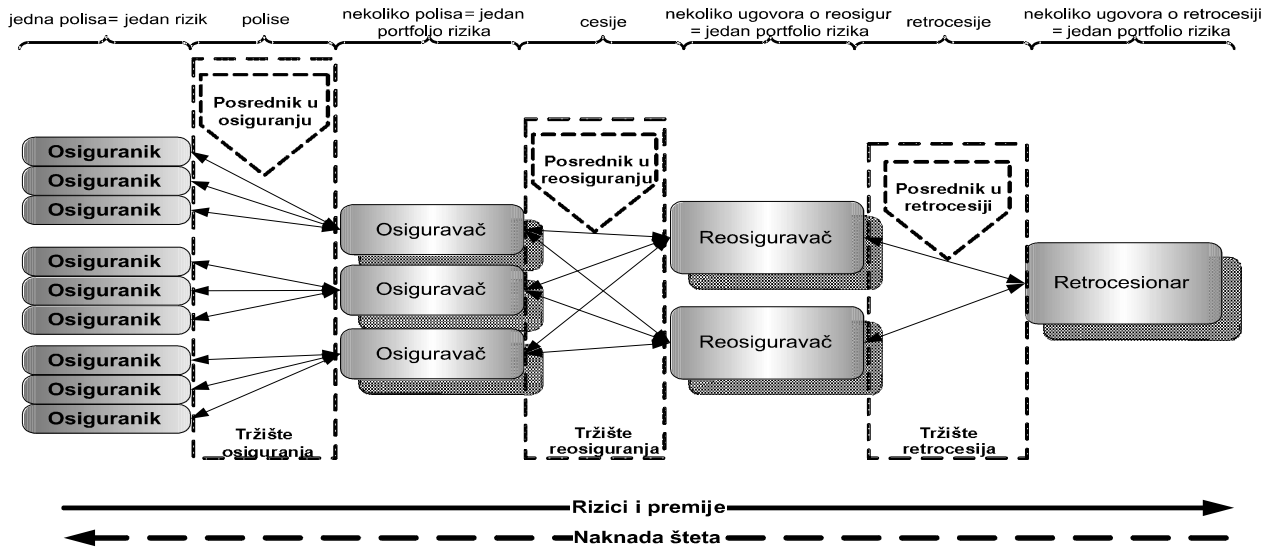 jedna polisa= jedan rizik
polise
nekoliko polisa= jedan
portfolio rizika
cesije
nekoliko ugovora o reosigur
= jedan portfolio rizika
retrocesije
nekoliko ugovora o retrocesiji
= jedan portfolio rizika
Posrednik u
osiguranju
Posrednik u
reosiguranju
Posrednik u
retrocesiji
Osiguranik
Osiguranik
Osiguranik
Osiguranik
Osiguranik
Osiguranik
Osiguranik
Osiguranik
Osiguranik
Osiguravač
Osiguravač
Osiguravač
Reosiguravač
Reosiguravač
Retrocesionar
Tržište
osiguranja
Tržište
reosiguranja
Tržište
retrocesija
Rizici i premije
Naknada šteta